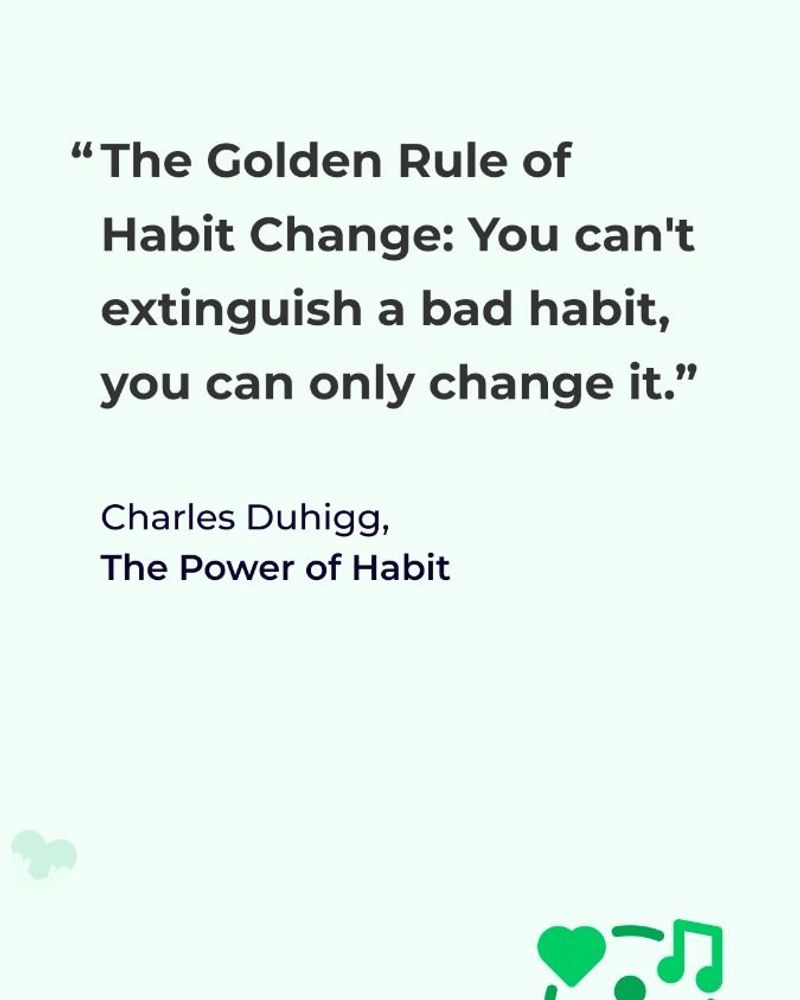 “The Golden Rule of
Habit Change: You can't
extinguish a bad habit,
you can only change it.”
Charles Duhigg,
The Power of Habit